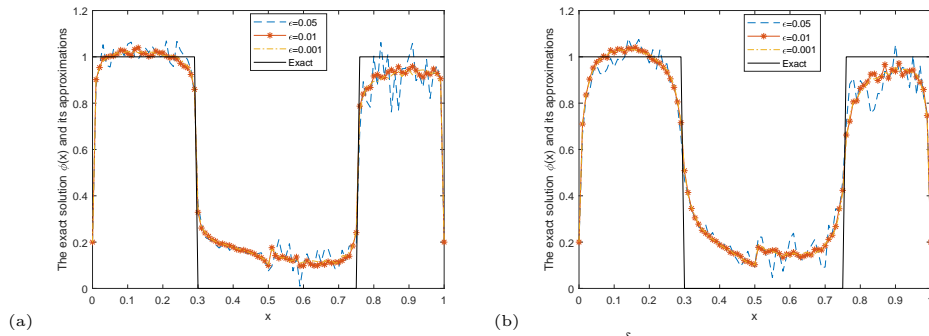 The exact solution ϕ(x) and its approximations
1.2
1
0.8
0.6
0.4
0.2
0
0 0.1 0.2 0.3 0.4 0.5 0.6 0.7 0.8 0.9 1
x
ϵ=0.05
ϵ=0.01
ϵ=0.001
Exact
(a)
The exact solution ϕ(x) and its approximations
1.2
1
0.8
0.6
0.4
0.2
0
0 0.1 0.2 0.3 0.4 0.5 0.6 0.7 0.8 0.9 1
x
ϵ=0.05
ϵ=0.01
ϵ=0.001
Exact
(b)